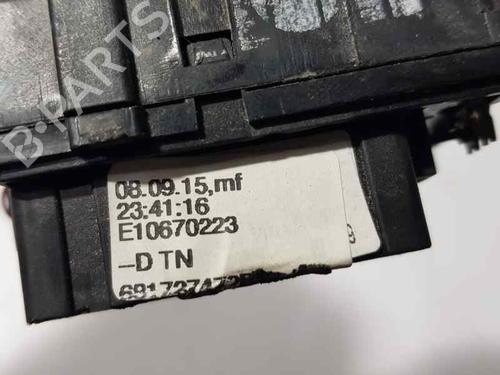 B-PARTS
08.09.15,mf
23:41:16
E10670223
-D TN